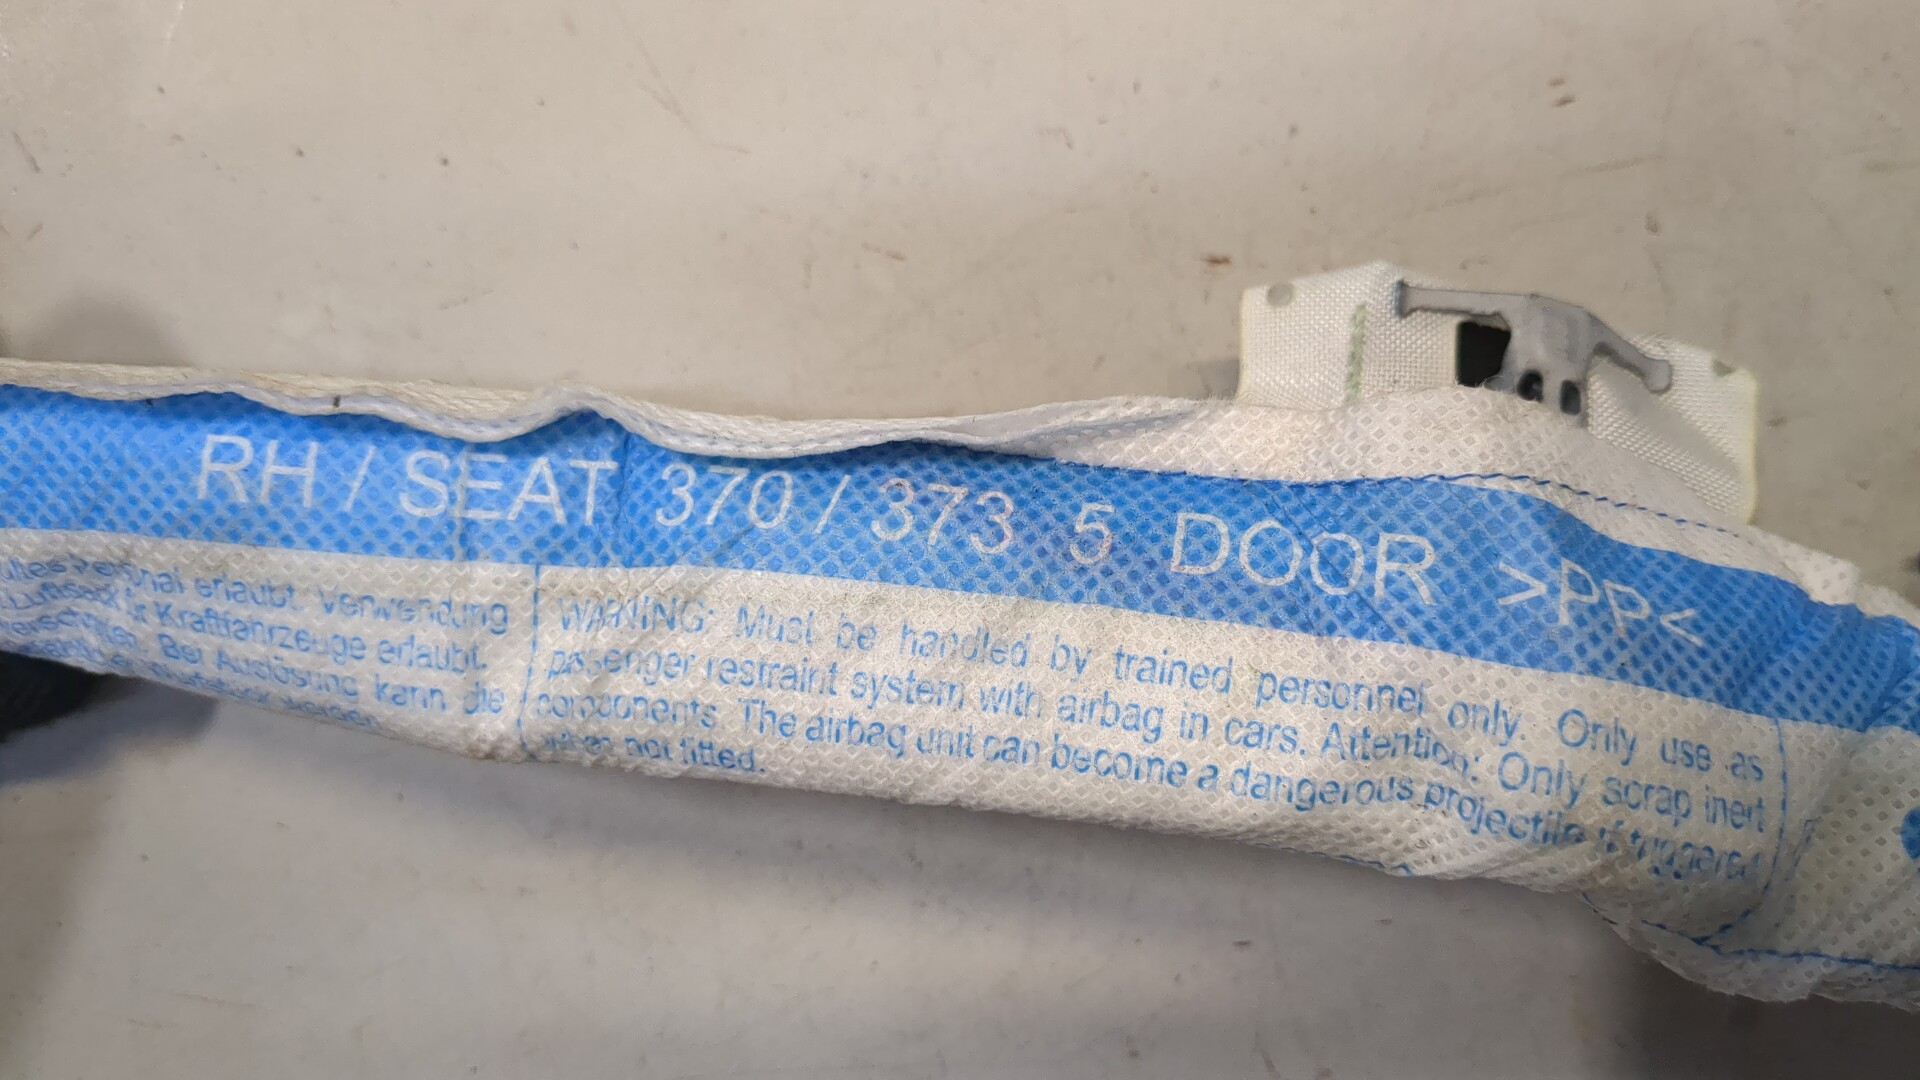 RH / SEAT 370 / 373 5 DOOR >PP<
erlaubt. Verwendung
für Kraftfahrzeuge erlaubt.
Bei Auslösung kann die
WARNING: Must be handled by trained personnel only. Only use as
passenger restraint system with airbag in cars. Attention: Only scrap inert
components. The airbag unit can become a dangerous projectile if triggered
when not fitted.